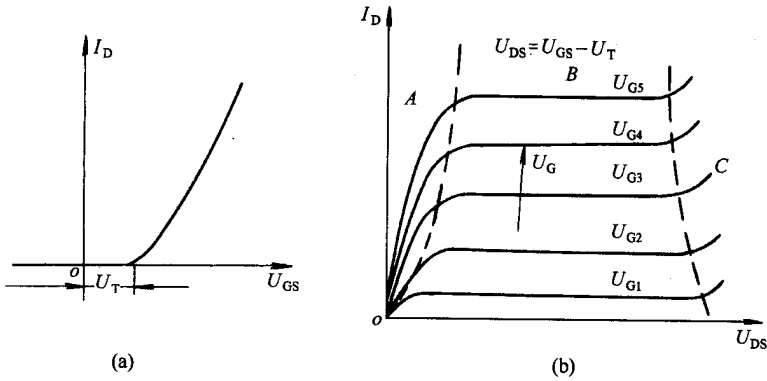 I_D
o
U_T
U_GS
(a)
I_D
U_DS=U_GS−U_T
A
B
U_G5
U_G4
U_G
U_G3
C
U_G2
U_G1
o
U_DS
(b)